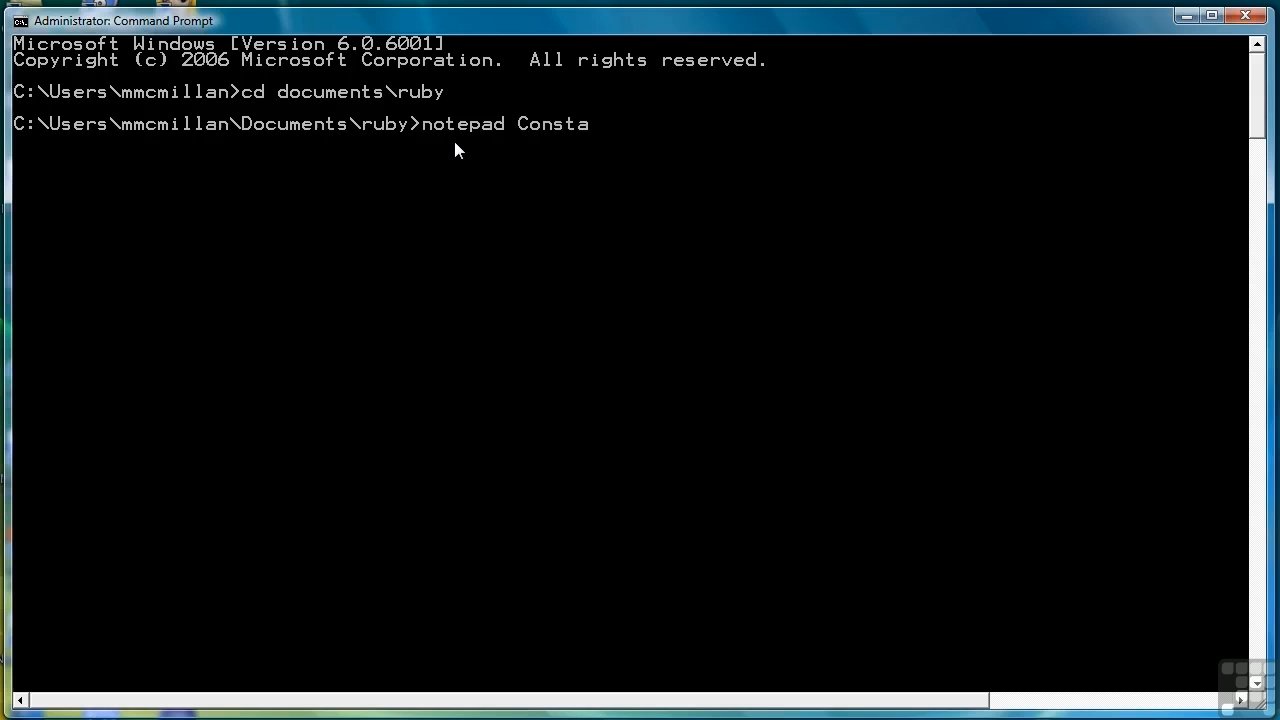 Administrator: Command Prompt
Microsoft Windows [Version 6.0.6001]
Copyright (c) 2006 Microsoft Corporation.  All rights reserved.
C:\Users\mmcmillan>cd documents\ruby
C:\Users\mmcmillan\Documents\ruby>notepad Consta